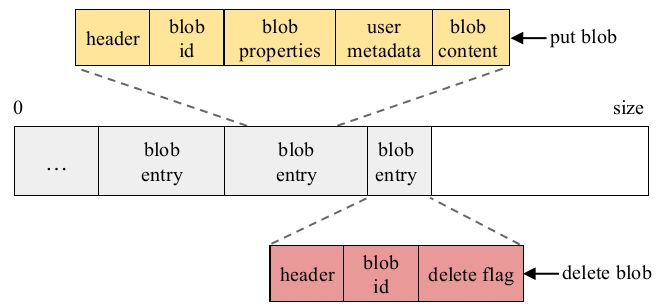 header
blob
id
blob
properties
user
metadata
blob
content
put blob
0
size
...
blob
entry
blob
entry
blob
entry
header
blob
id
delete flag
delete blob